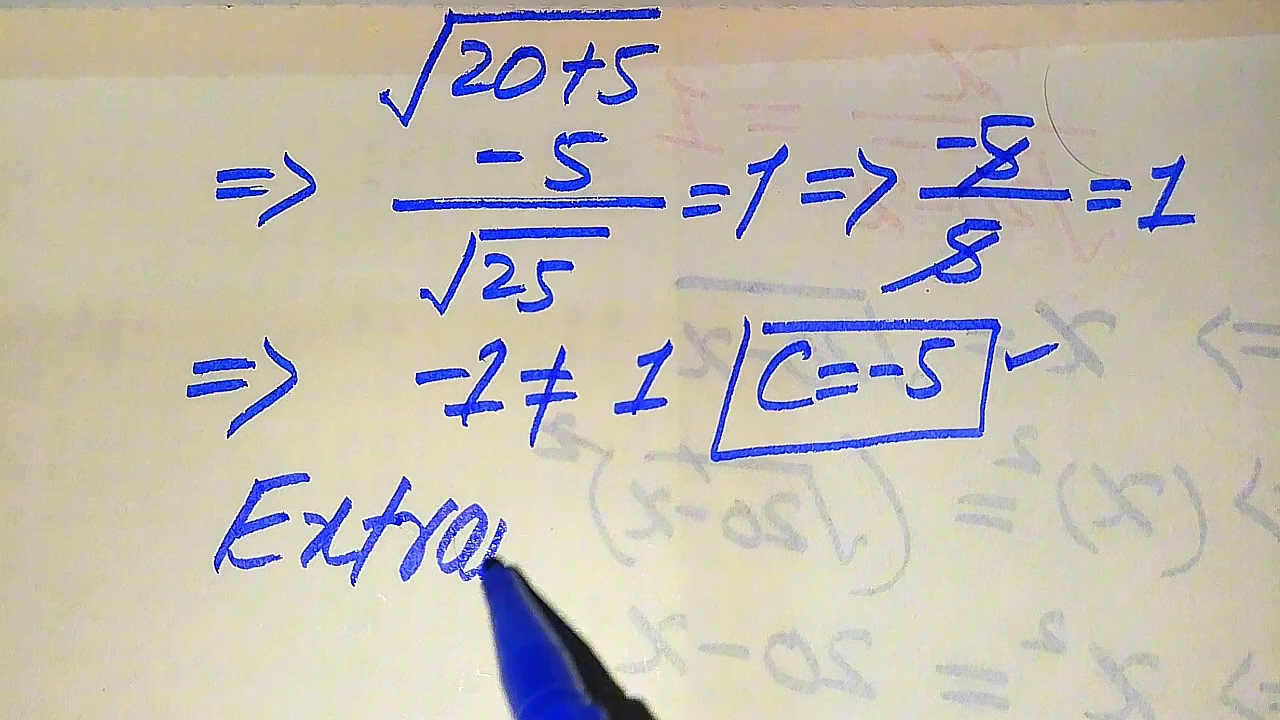 √20+5
=> -5/√25 = 1 => -5/5 = 1
=> -1 ≠ 1 C=-5 ✓
Extra